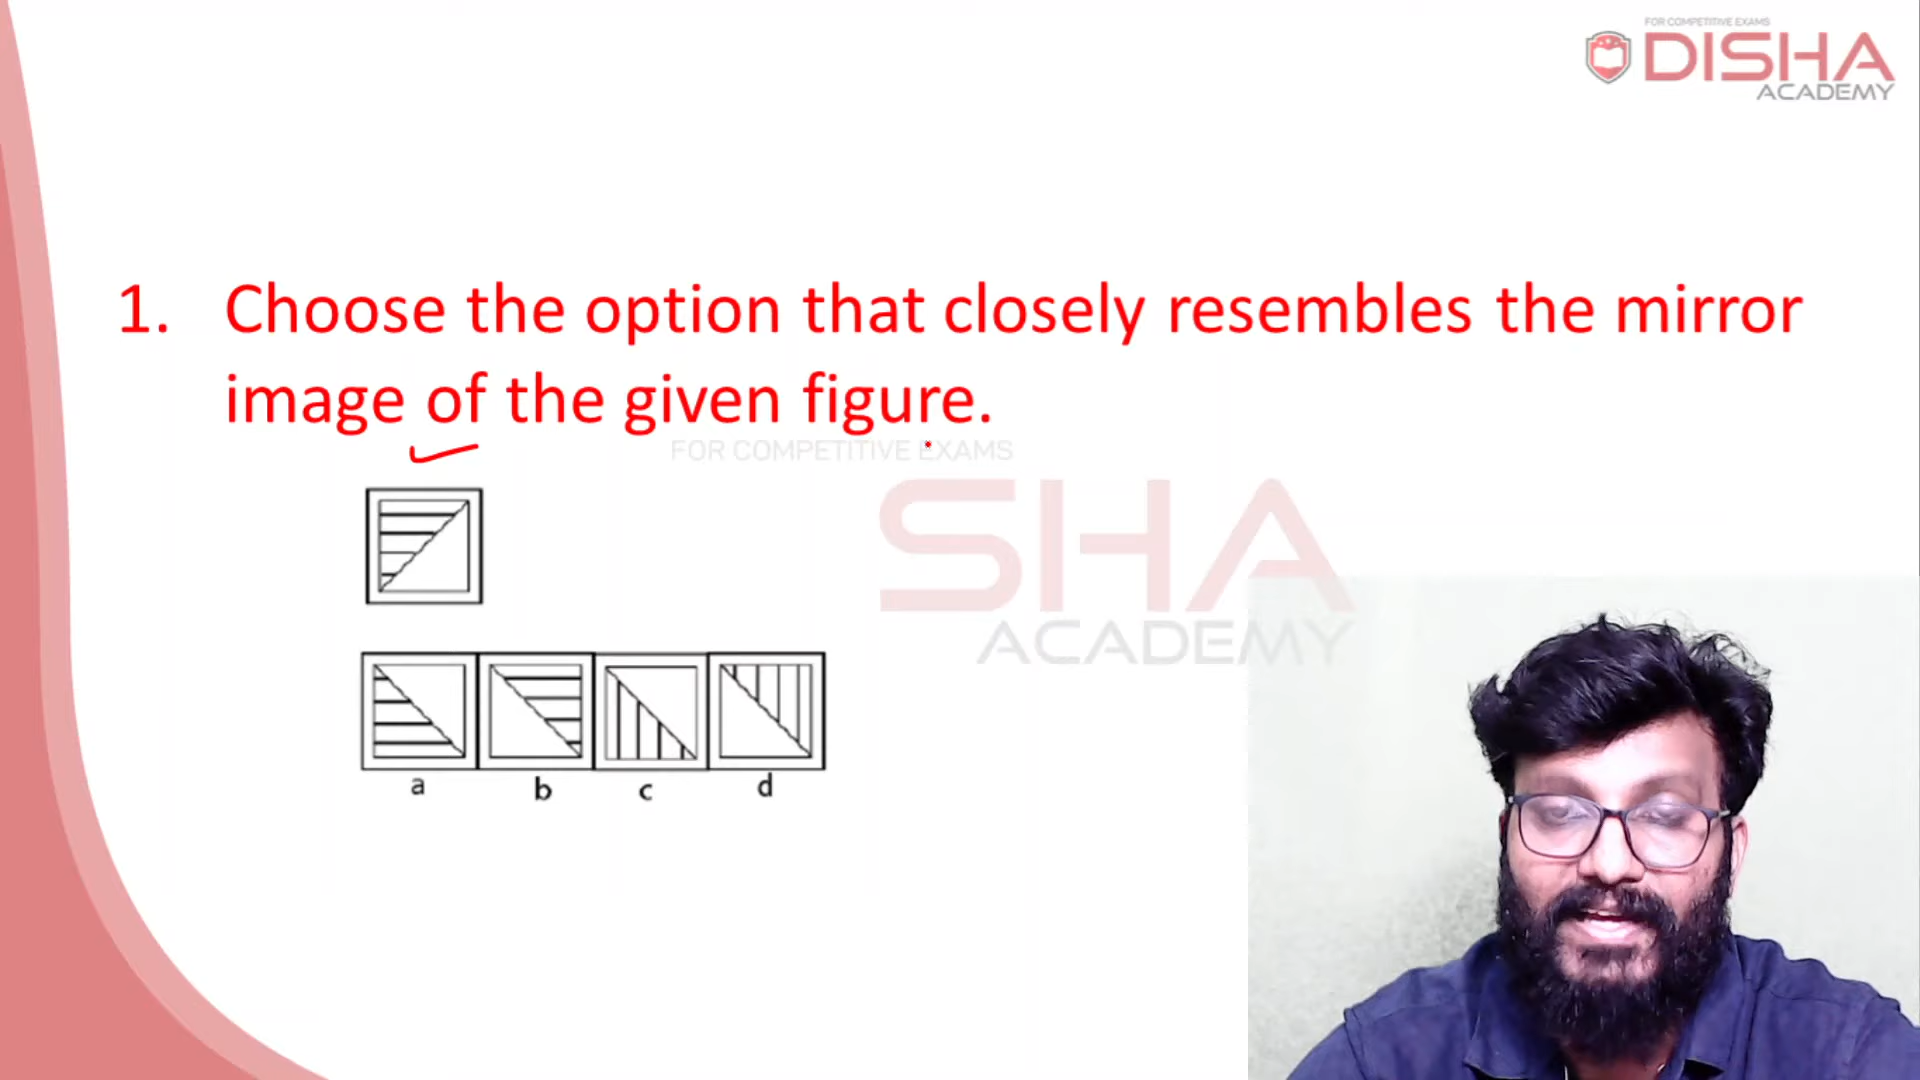 FOR COMPETITIVE EXAMS
DISHA
ACADEMY
1. Choose the option that closely resembles the mirror
image of the given figure.
FOR COMPETITIVE EXAMS
SHA
ACADEMY
a b c d